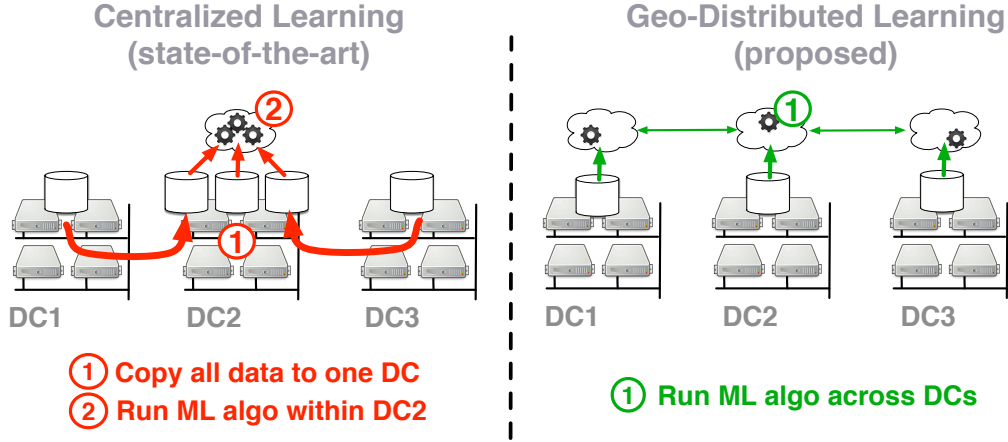 Centralized Learning
(state-of-the-art)
2
1
DC1
DC2
DC3
1 Copy all data to one DC
2 Run ML algo within DC2
Geo-Distributed Learning
(proposed)
1
DC1
DC2
DC3
1 Run ML algo across DCs